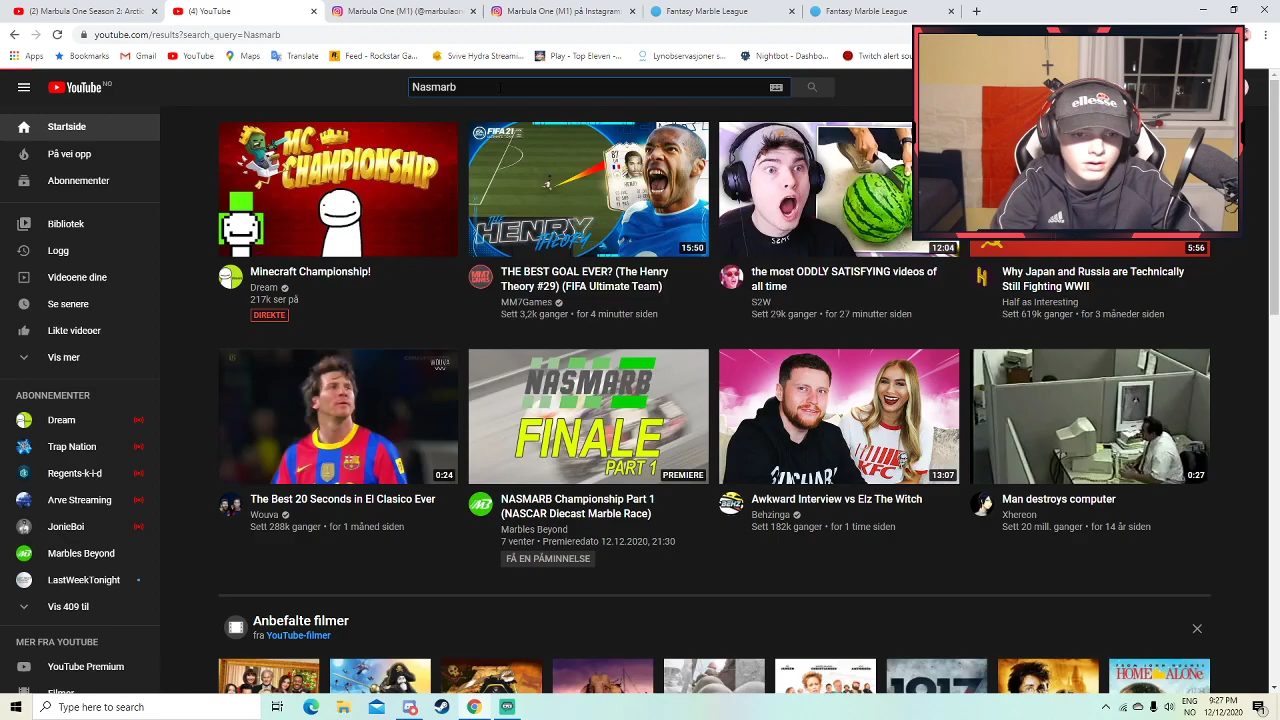 (2) Marbula One Season 2: Arctic
(4) YouTube
Marbula One (M1) (@marbulaone
Marbula One (M1) på Instagram
Fantasy Marble League
Fantasy Marble League
youtube.com/results?search_query=Nasmarb
Apps
Books - Booster
Gmail
YouTube
Maps
Translate
Feed - Rockstar Ga...
Svive Hydra Stream...
Play - Top Eleven -...
Lynobservasjoner s...
Nightbot - Dashbo...
Twitch alert sou
YouTube NO
Nasmarb
Startside
På vei opp
Abonnementer
Bibliotek
Logg
Videoene dine
Se senere
Likte videoer
Vis mer
ABONNEMENTER
Dream
Trap Nation
Regents-k-i-d
Arve Streaming
JonieBoi
Marbles Beyond
LastWeekTonight
Vis 409 til
MER FRA YOUTUBE
YouTube Premium
Filmer
MC CHAMPIONSHIP
Minecraft Championship!
Dream
217k ser på
DIREKTE
FIFA 21
THE HENRY THEORY
15:50
THE BEST GOAL EVER? (The Henry
Theory #29) (FIFA Ultimate Team)
MM7Games
Sett 3,2k ganger • for 4 minutter siden
12:04
the most ODDLY SATISFYING videos of
all time
S2W
Sett 29k ganger • for 27 minutter siden
ellesse
5:56
Why Japan and Russia are Technically
Still Fighting WWII
Half as Interesting
Sett 619k ganger • for 3 måneder siden
WOUVA
0:24
The Best 20 Seconds in El Clasico Ever
Wouva
Sett 288k ganger • for 1 måned siden
NASMARB
FINALE
PART 1
PREMIERE
NASMARB Championship Part 1
(NASCAR Diecast Marble Race)
Marbles Beyond
7 venter • Premieredato 12.12.2020, 21:30
FÅ EN PÅMINNELSE
KFC
13:07
Awkward Interview vs Elz The Witch
Behzinga
Sett 182k ganger • for 1 time siden
0:27
Man destroys computer
Xhereon
Sett 20 mill. ganger • for 14 år siden
Anbefalte filmer
fra YouTube-filmer
1917
FROM JOHN HUGHES
HOME ALONE
Type here to search
NO
9:27 PM
12/12/2020